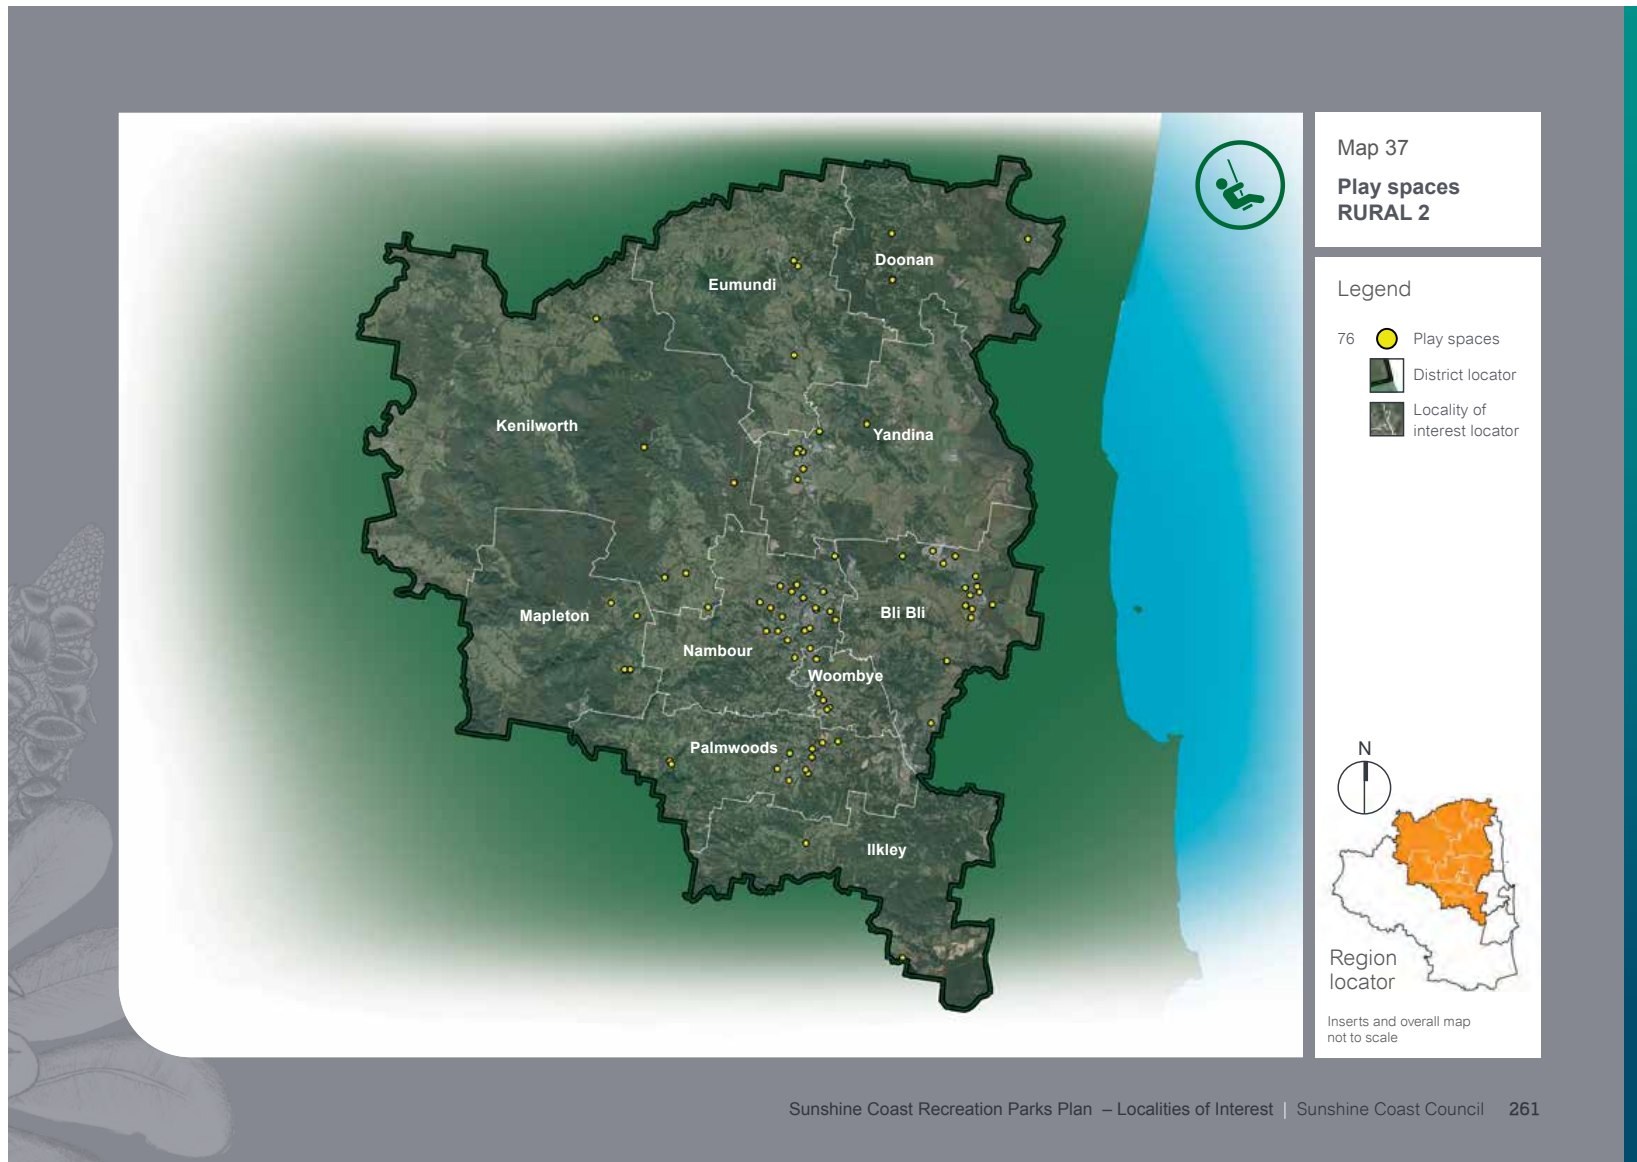 Map 37
Play spaces
RURAL 2
Legend
76 Play spaces
District locator
Locality of
interest locator
Doonan
Eumundi
Kenilworth
Yandina
Mapleton
Bli Bli
Nambour
Woombye
Palmwoods
Ilkley
N
Region
locator
Inserts and overall map
not to scale
Sunshine Coast Recreation Parks Plan – Localities of Interest | Sunshine Coast Council 261